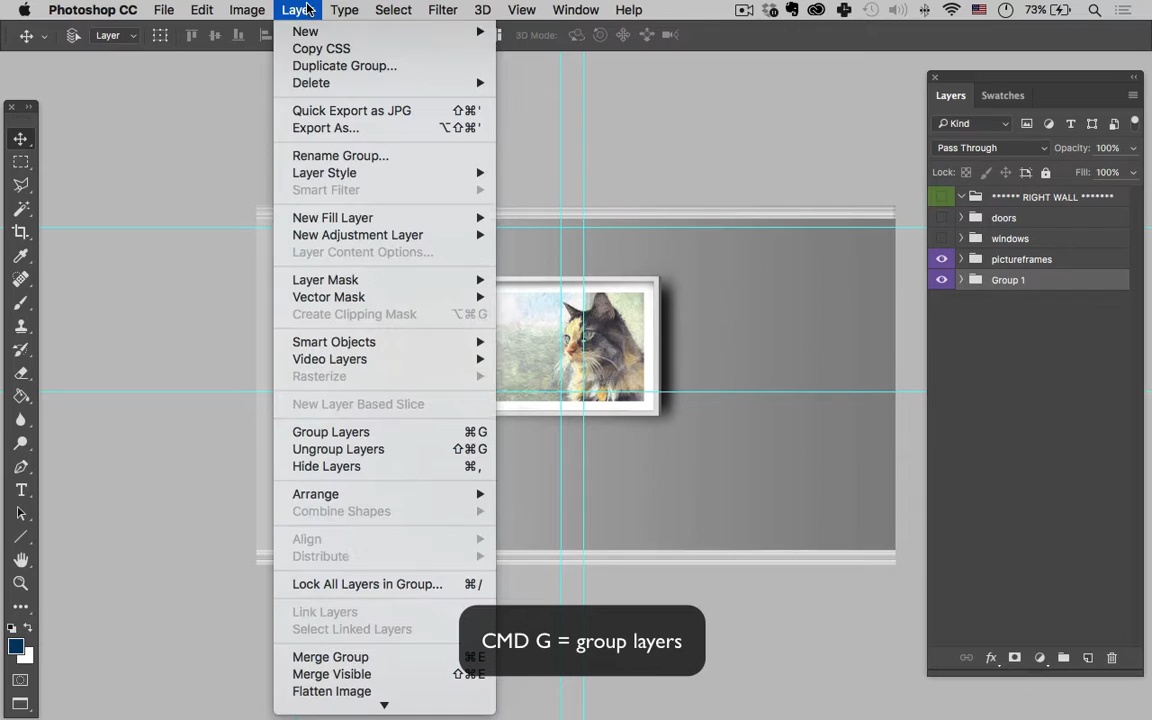 Photoshop CC File Edit Image Layer Type Select Filter 3D View Window Help 73%
Layer 3D Mode:
New
Copy CSS
Duplicate Group...
Delete
Quick Export as JPG ⇧⌘'
Export As... ⌥⇧⌘'
Rename Group...
Layer Style
Smart Filter
New Fill Layer
New Adjustment Layer
Layer Content Options...
Layer Mask
Vector Mask
Create Clipping Mask ⌥⌘G
Smart Objects
Video Layers
Rasterize
New Layer Based Slice
Group Layers ⌘G
Ungroup Layers ⇧⌘G
Hide Layers ⌘,
Arrange
Combine Shapes
Align
Distribute
Lock All Layers in Group... ⌘/
Link Layers
Select Linked Layers
Merge Group ⌘E
Merge Visible ⇧⌘E
Flatten Image
CMD G = group layers
Layers Swatches
Kind
Pass Through Opacity: 100%
Lock: Fill: 100%
****** RIGHT WALL *******
doors
windows
pictureframes
Group 1